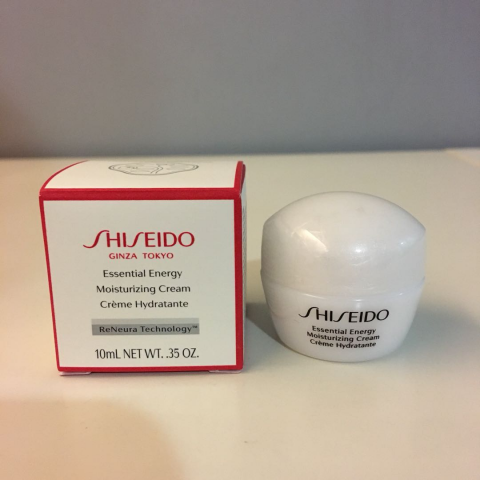 SHISEIDO
GINZA TOKYO
Essential Energy
Moisturizing Cream
Crème Hydratante
ReNeura Technology™
10mL NET WT. .35 OZ.
SHISEIDO
Essential Energy
Moisturizing Cream
Crème Hydratante